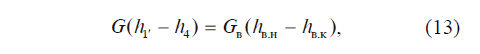 G(h₁′ − h₄) = Gв(hв.н − hв.к), (13)